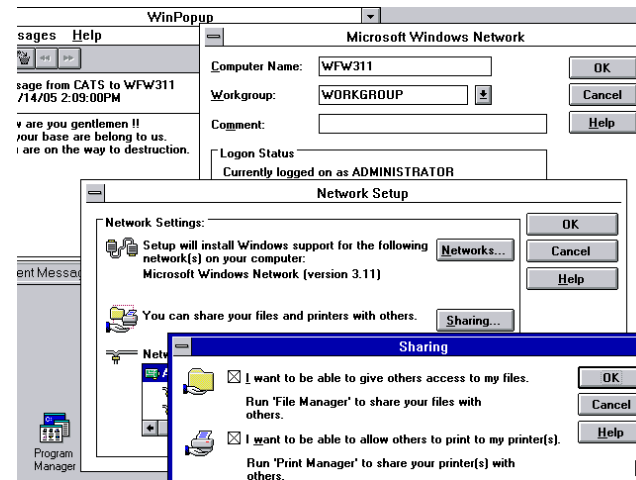 WinPopup
sages Help
sage from CATS to WFW311
/14/05 2:09:00PM
w are you gentlemen !!
your base are belong to us.
are on the way to destruction.
ent Messag
Program
Manager
Microsoft Windows Network
Computer Name: WFW311
Workgroup: WORKGROUP
Comment:
Logon Status
Currently logged on as ADMINISTRATOR
OK
Cancel
Help
Network Setup
Network Settings:
Setup will install Windows support for the following
network(s) on your computer:
Microsoft Windows Network (version 3.11)
Networks...
You can share your files and printers with others.
Sharing...
Netw
OK
Cancel
Help
Sharing
I want to be able to give others access to my files.
Run 'File Manager' to share your files with
others.
I want to be able to allow others to print to my printer(s).
Run 'Print Manager' to share your printer(s) with
others.
OK
Cancel
Help